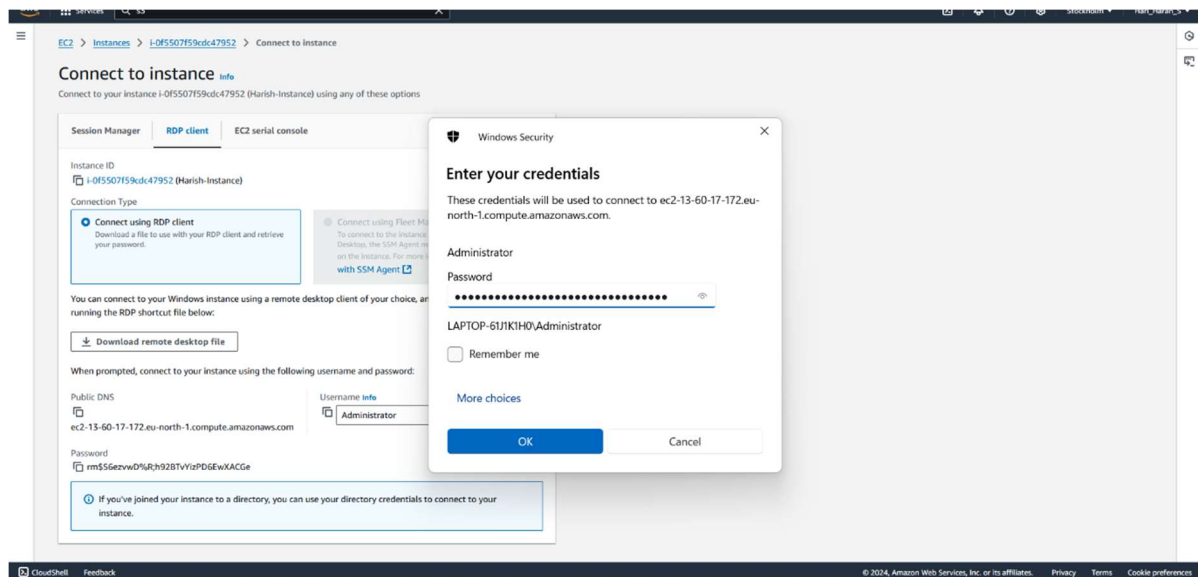 Services
s3
Stockholm
EC2 > Instances > i-0f5507f59cdc47952 > Connect to instance
Connect to instance Info
Connect to your instance i-0f5507f59cdc47952 (Harish-Instance) using any of these options
Session Manager
RDP client
EC2 serial console
Instance ID
i-0f5507f59cdc47952 (Harish-Instance)
Connection Type
Connect using RDP client
Download a file to use with your RDP client and retrieve
your password.
Connect using Fleet
To connect to the instance
Desktop, the SSM Agent
on the instance. For more
with SSM Agent
You can connect to your Windows instance using a remote desktop client of your choice,
running the RDP shortcut file below:
Download remote desktop file
When prompted, connect to your instance using the following username and password:
Public DNS
ec2-13-60-17-172.eu-north-1.compute.amazonaws.com
Username Info
Administrator
Password
rm$S6ezvwD%R;h92BTvYizPD6EwXACGe
If you've joined your instance to a directory, you can use your directory credentials to connect to your
instance.
Windows Security
Enter your credentials
These credentials will be used to connect to ec2-13-60-17-172.eu-
north-1.compute.amazonaws.com.
Administrator
Password
LAPTOP-61J1K1H0\Administrator
Remember me
More choices
OK
Cancel
CloudShell
Feedback
© 2024, Amazon Web Services, Inc. or its affiliates.
Privacy
Terms
Cookie preferences